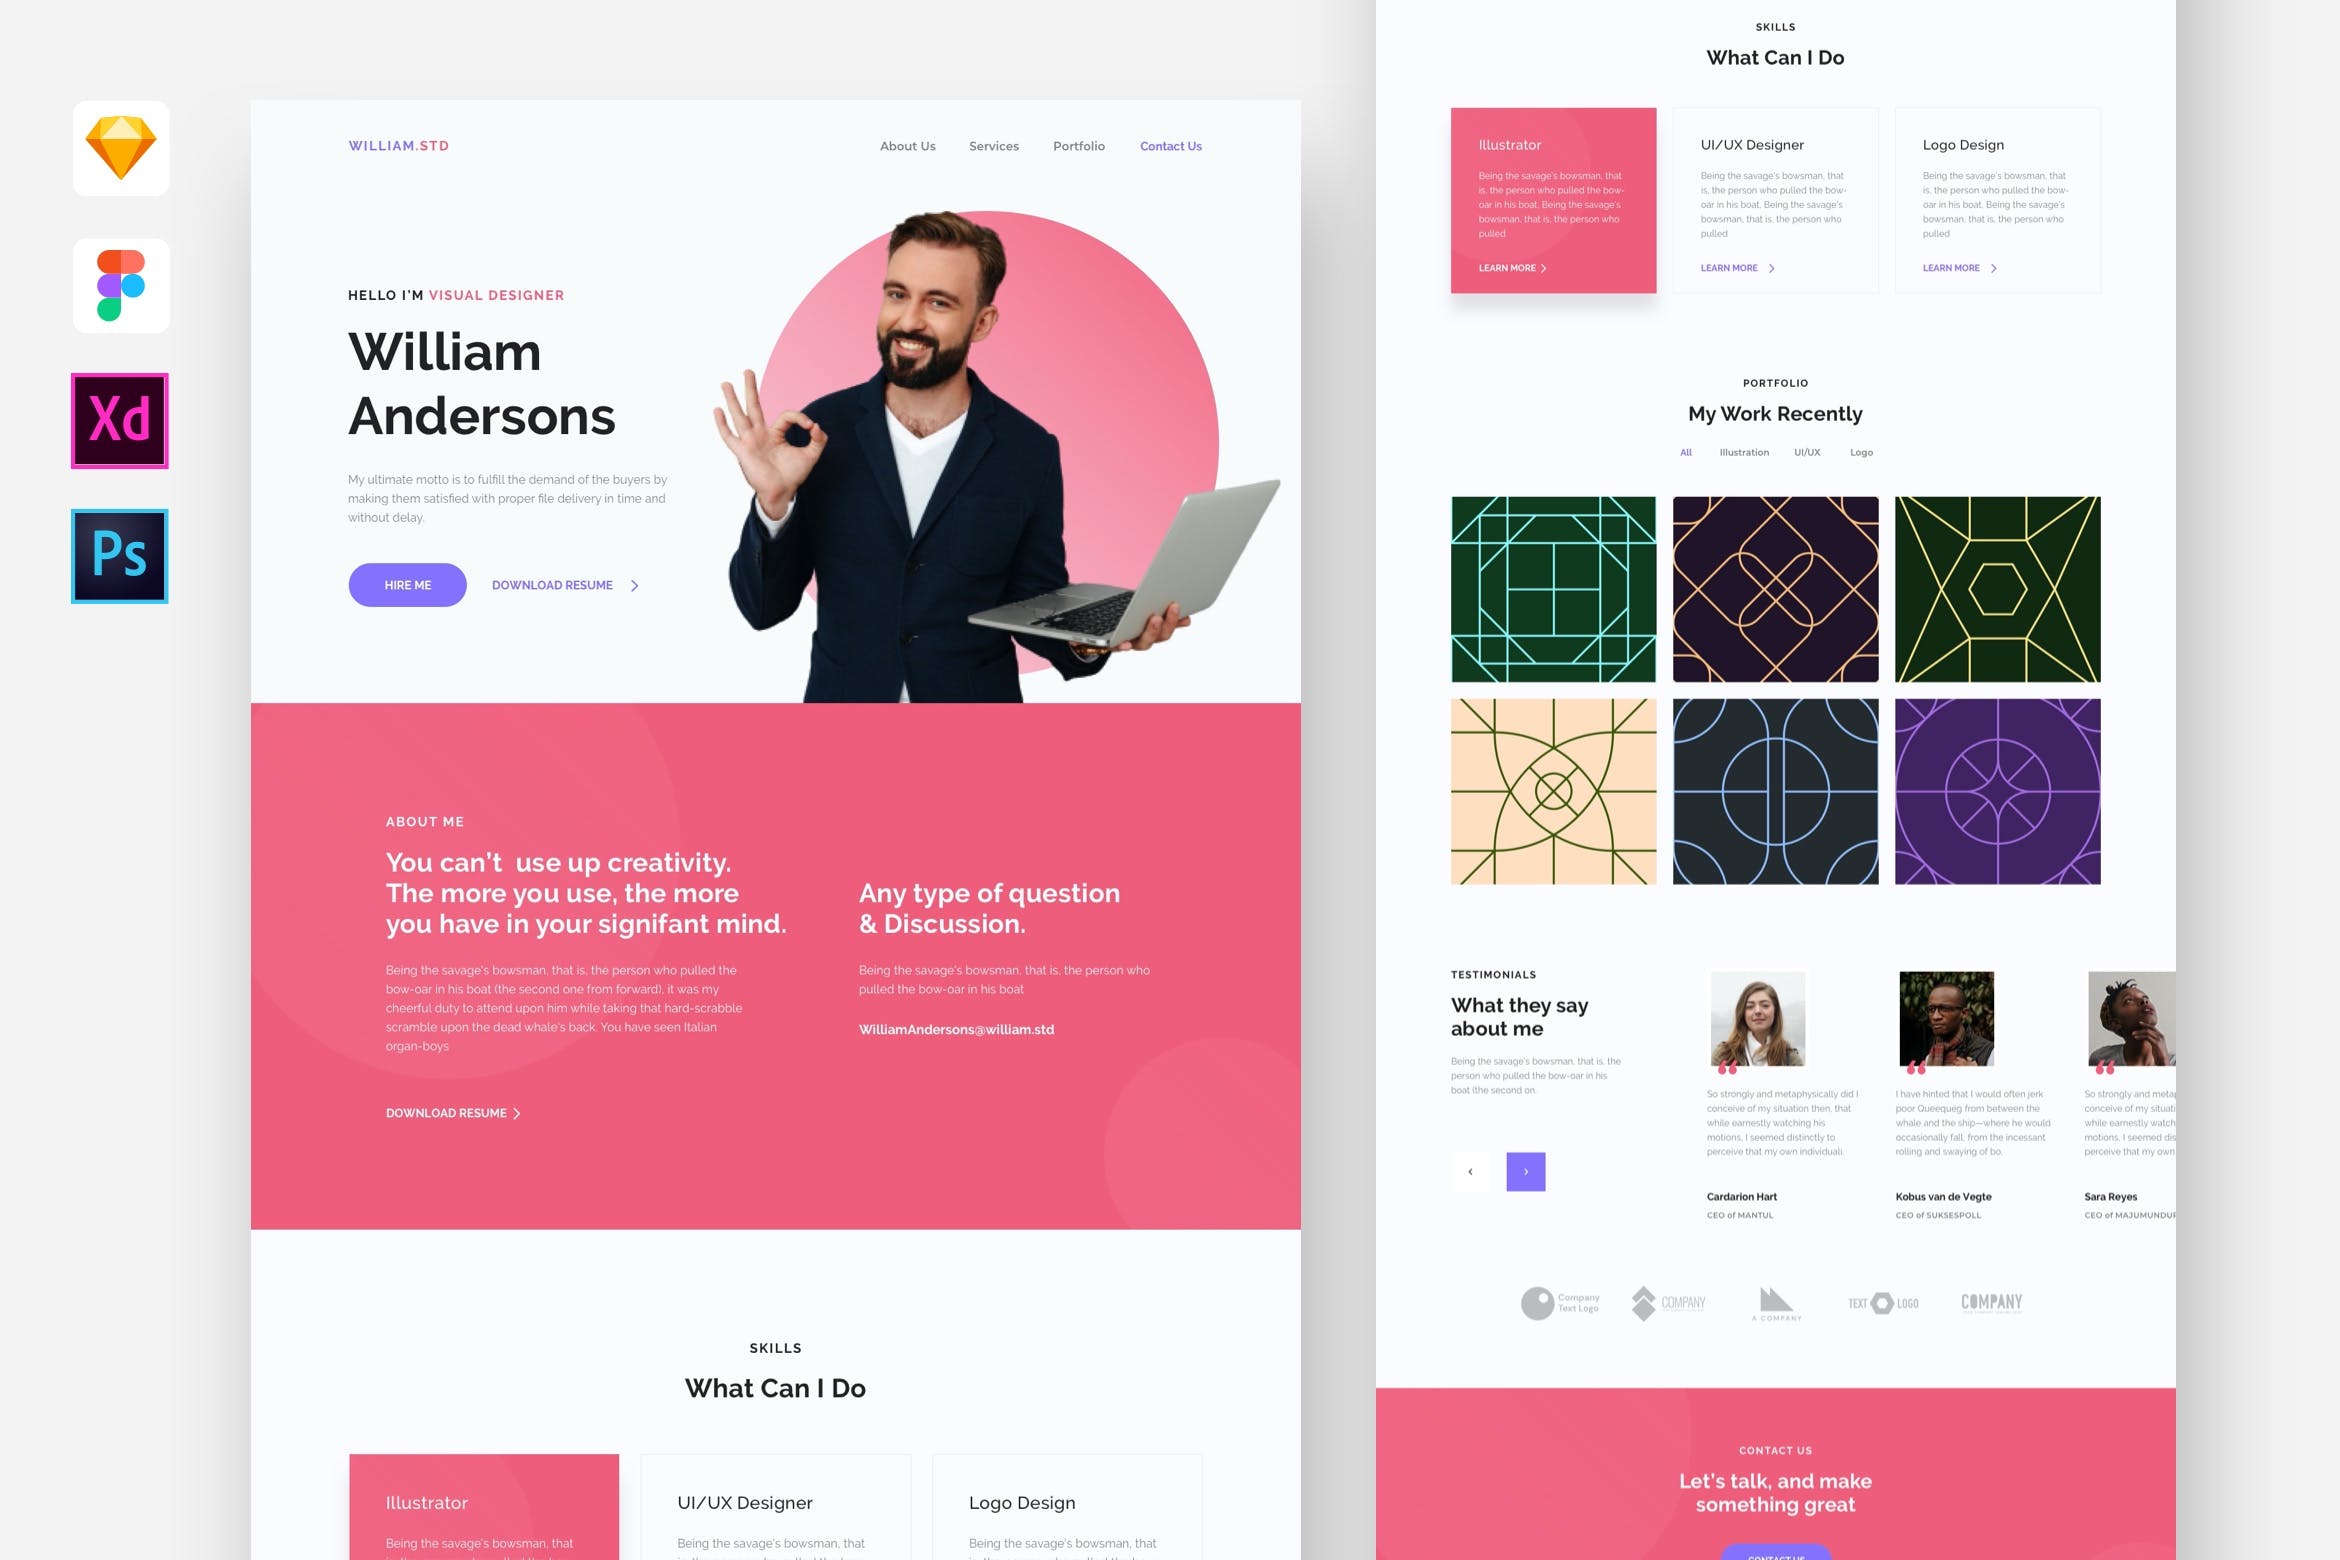 Xd
Ps
WILLIAM.STD
About Us
Services
Portfolio
Contact Us
HELLO I'M VISUAL DESIGNER
William
Andersons
My ultimate motto is to fulfill the demand of the buyers by
making them satisfied with proper file delivery in time and
without delay.
HIRE ME
DOWNLOAD RESUME
ABOUT ME
You can't use up creativity.
The more you use, the more
you have in your signifant mind.
Being the savage's bowsman, that is, the person who pulled the
bow-oar in his boat (the second one from forward), it was my
cheerful duty to attend upon him while taking that hard-scrabble
scramble upon the dead whale's back. You have seen Italian
organ-boys
DOWNLOAD RESUME
Any type of question
& Discussion.
Being the savage's bowsman, that is, the person who
pulled the bow-oar in his boat
WilliamAndersons@william.std
SKILLS
What Can I Do
Illustrator
Being the savage's bowsman, that
UI/UX Designer
Being the savage's bowsman, that
Logo Design
Being the savage's bowsman, that
SKILLS
What Can I Do
Illustrator
Being the savage's bowsman, that
is, the person who pulled the bow-
oar in his boat. Being the savage's
bowsman, that is, the person who
pulled
LEARN MORE
UI/UX Designer
Being the savage's bowsman, that
is, the person who pulled the bow-
oar in his boat. Being the savage's
bowsman, that is, the person who
pulled
LEARN MORE
Logo Design
Being the savage's bowsman, that
is, the person who pulled the bow-
oar in his boat. Being the savage's
bowsman, that is, the person who
pulled
LEARN MORE
PORTFOLIO
My Work Recently
All
Illustration
UI/UX
Logo
TESTIMONIALS
What they say
about me
Being the savage's bowsman, that is, the
person who pulled the bow-oar in his
boat (the second on.
So strongly and metaphysically did I
conceive of my situation then, that
while earnestly watching his
motions, I seemed distinctly to
perceive that my own individuali.
Cardarion Hart
CEO of MANTUL
I have hinted that I would often jerk
poor Queequeg from between the
whale and the ship—where he would
occasionally fall, from the incessant
rolling and swaying of bo.
Kobus van de Vegte
CEO of SUKSESPOLL
So strongly and metap
conceive of my situati
while earnestly watch
motions, I seemed dis
perceive that my own
Sara Reyes
CEO of MAJUMUNDUR
Company
Text Logo
COMPANY
A COMPANY
TEXT LOGO
COMPANY
CONTACT US
Let's talk, and make
something great
CONTACT US